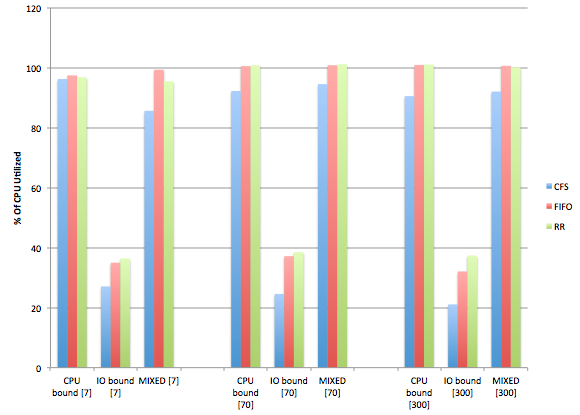 120
100
80
60
40
20
0
% Of CPU Utilized
CPU bound [7]
IO bound [7]
MIXED [7]
CPU bound [70]
IO bound [70]
MIXED [70]
CPU bound [300]
IO bound [300]
MIXED [300]
CFS
FIFO
RR